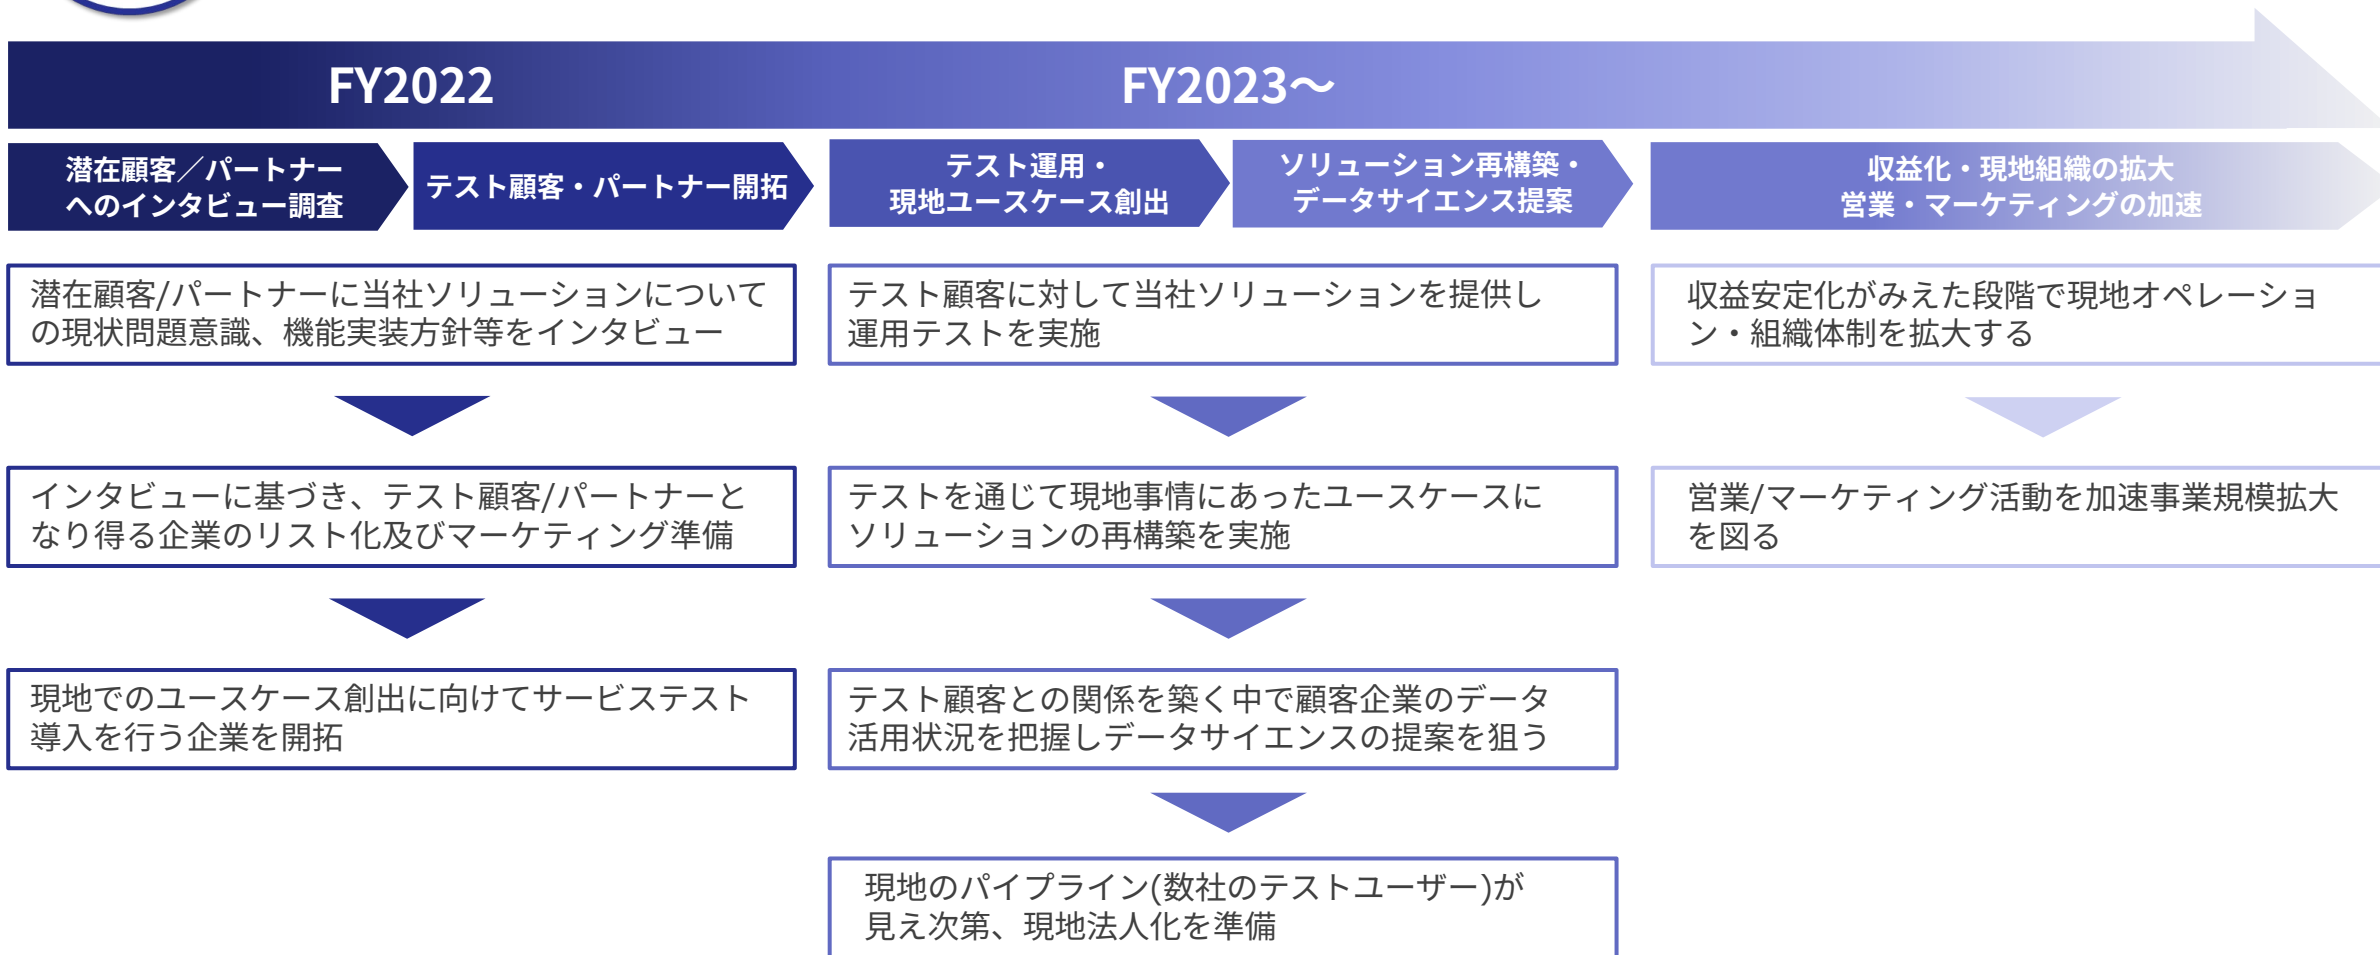 FY2022
FY2023～
潜在顧客／パートナー
へのインタビュー調査
テスト顧客・パートナー開拓
テスト運用・
現地ユースケース創出
ソリューション再構築・
データサイエンス提案
収益化・現地組織の拡大
営業・マーケティングの加速
潜在顧客/パートナーに当社ソリューションについて
の現状問題意識、機能実装方針等をインタビュー
インタビューに基づき、テスト顧客/パートナーと
なり得る企業のリスト化及びマーケティング準備
現地でのユースケース創出に向けてサービステスト
導入を行う企業を開拓
テスト顧客に対して当社ソリューションを提供し
運用テストを実施
テストを通じて現地事情にあったユースケースに
ソリューションの再構築を実施
テスト顧客との関係を築く中で顧客企業のデータ
活用状況を把握しデータサイエンスの提案を狙う
現地のパイプライン(数社のテストユーザー)が
見え次第、現地法人化を準備
収益安定化がみえた段階で現地オペレーショ
ン・組織体制を拡大する
営業/マーケティング活動を加速事業規模拡大
を図る